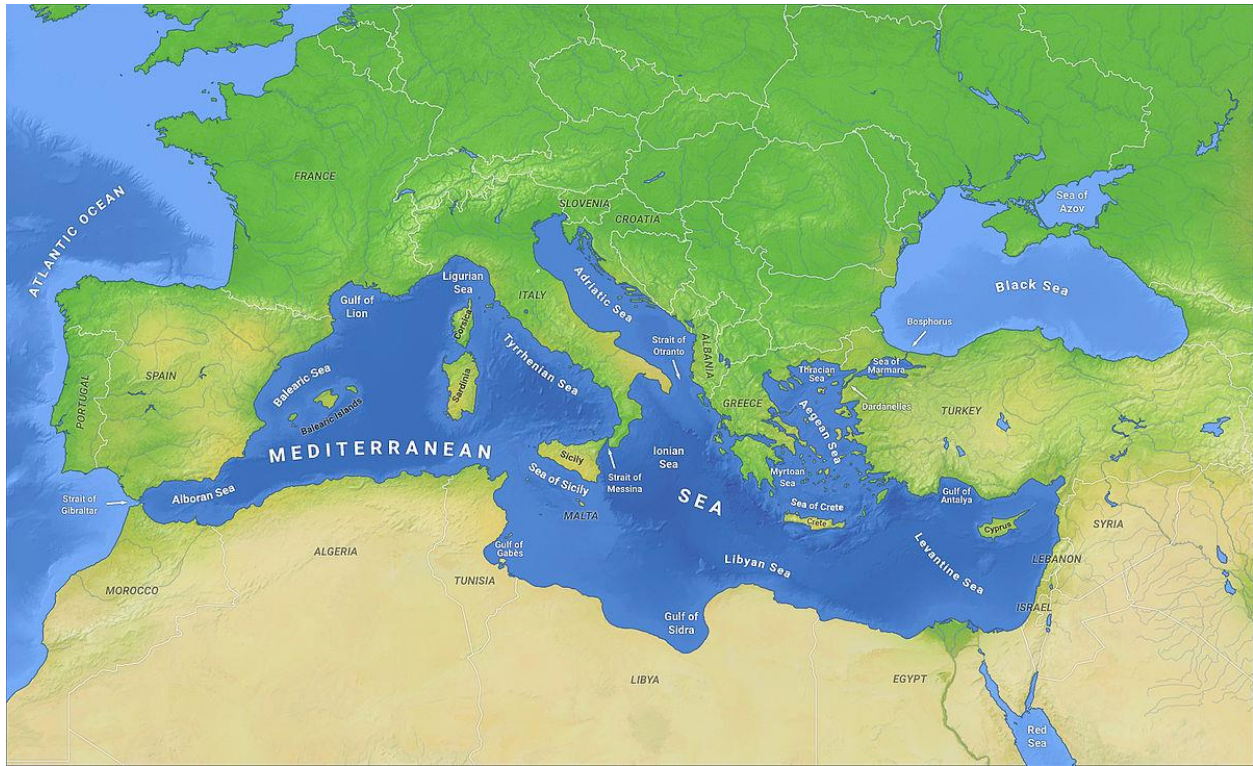 FRANCE
ATLANTIC OCEAN
SLOVENIA
CROATIA
Sea of
Azov
Black Sea
Ligurian
Sea
Gulf of
Lion
ITALY
Adriatic Sea
Corsica
Bosphorus
Strait of
Otranto
ALBANIA
Thracian
Sea
Sea of
Marmara
Dardanelles
PORTUGAL
SPAIN
Balearic Sea
Balearic Islands
Sardinia
Tyrrhenian Sea
GREECE
Aegean Sea
TURKEY
MEDITERRANEAN
SEA
Sicily
Ionian
Sea
Strait of
Messina
Myrtoan
Sea
Sea of Sicily
MALTA
Strait of
Gibraltar
Alboran Sea
Sea of Crete
Crete
Gulf of
Antalya
Cyprus
SYRIA
LEBANON
ISRAEL
Gulf of
Gabès
ALGERIA
TUNISIA
MOROCCO
Libyan Sea
Levantine Sea
Gulf of
Sidra
LIBYA
EGYPT
Red
Sea